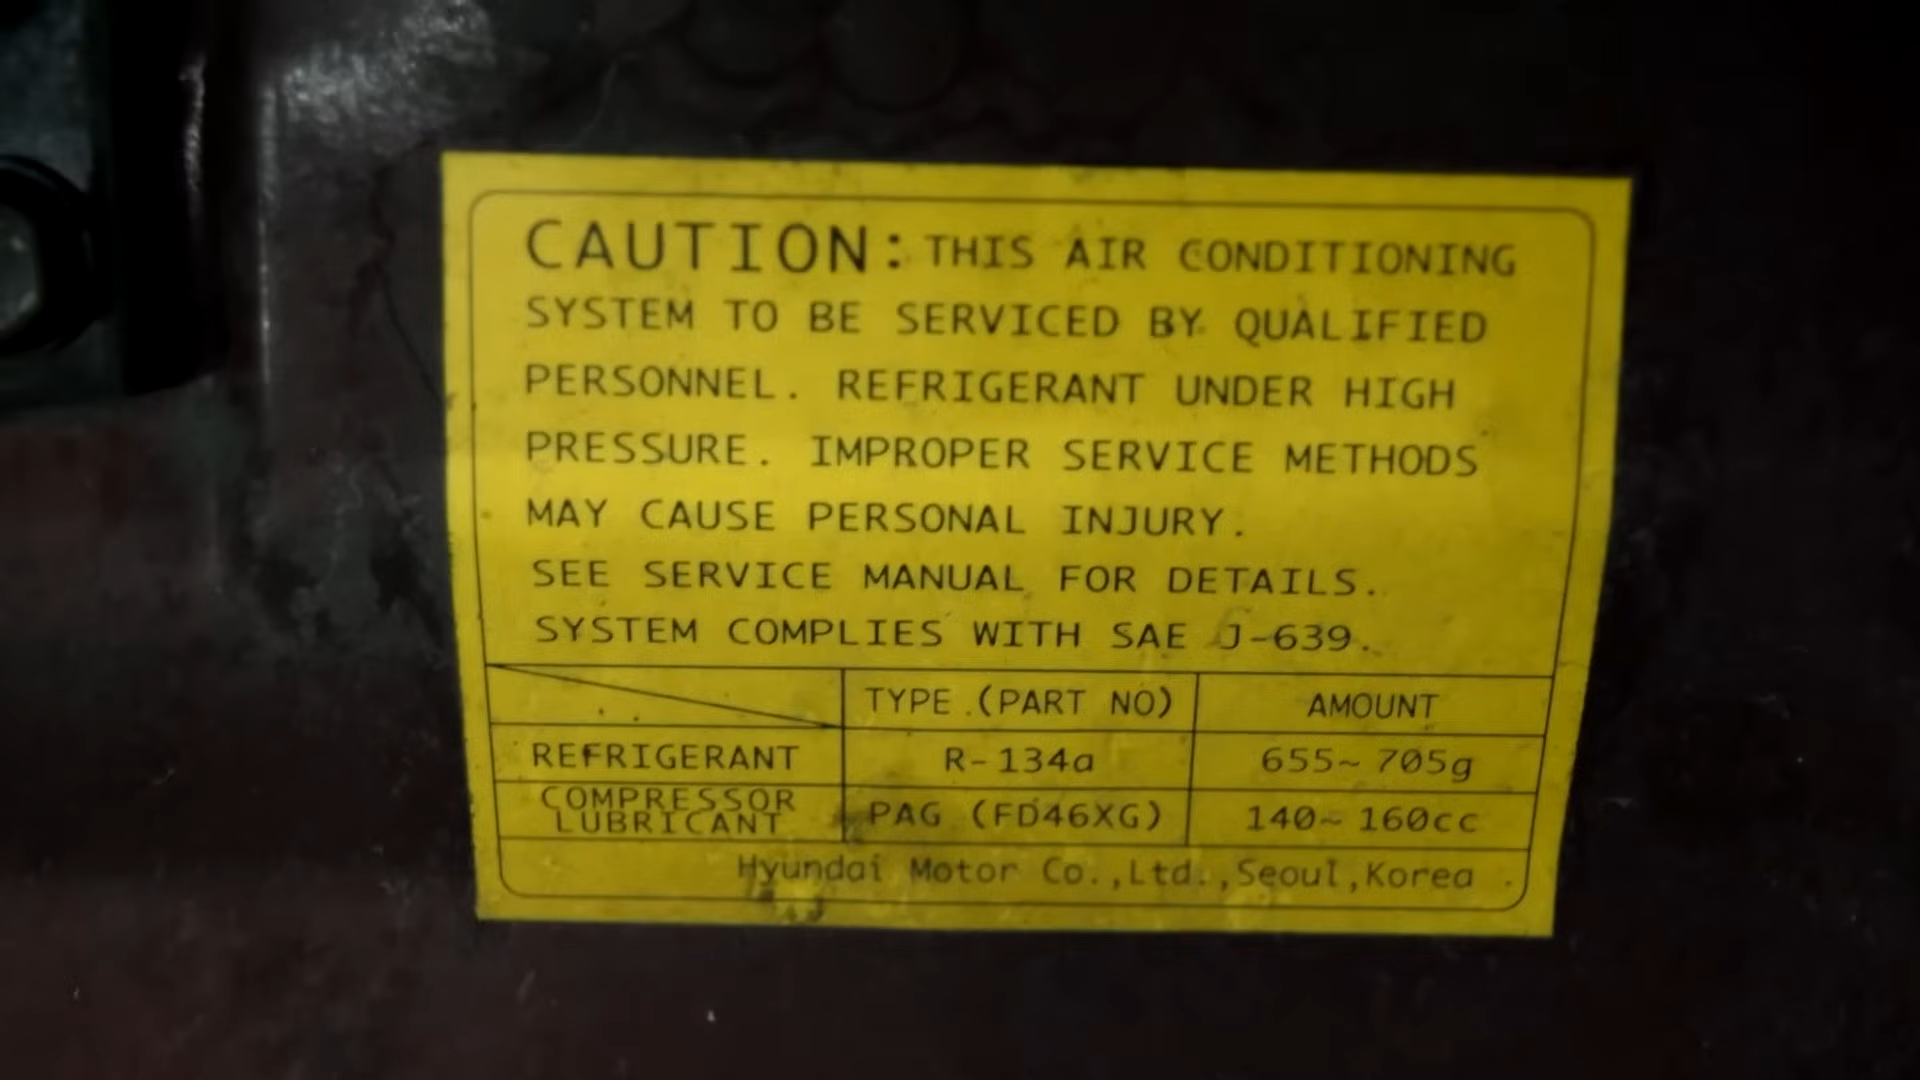 CAUTION: THIS AIR CONDITIONING
SYSTEM TO BE SERVICED BY QUALIFIED
PERSONNEL. REFRIGERANT UNDER HIGH
PRESSURE. IMPROPER SERVICE METHODS
MAY CAUSE PERSONAL INJURY.
SEE SERVICE MANUAL FOR DETAILS.
SYSTEM COMPLIES WITH SAE J-639.
TYPE (PART NO) AMOUNT
REFRIGERANT R-134a 655~705g
COMPRESSOR
LUBRICANT PAG (FD46XG) 140~160cc
Hyundai Motor Co.,Ltd.,Seoul,Korea